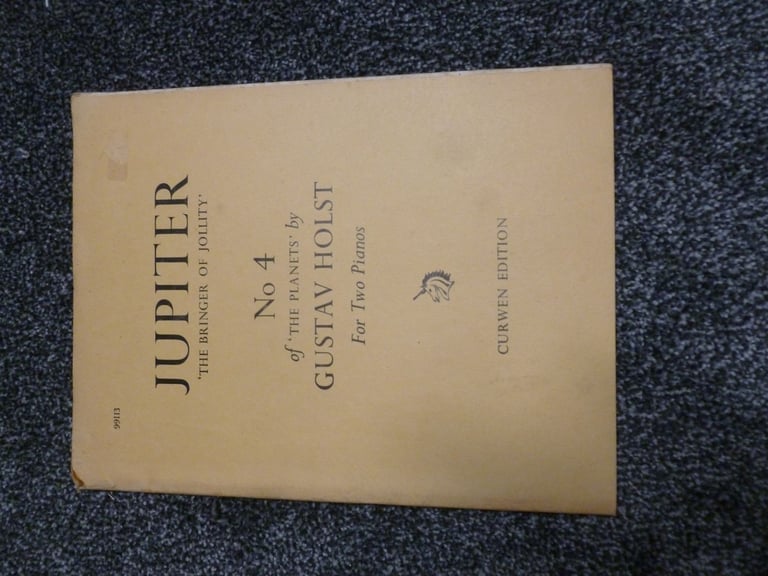 99113
JUPITER
'THE BRINGER OF JOLLITY'
No 4
of 'THE PLANETS' by
GUSTAV HOLST
For Two Pianos
CURWEN EDITION